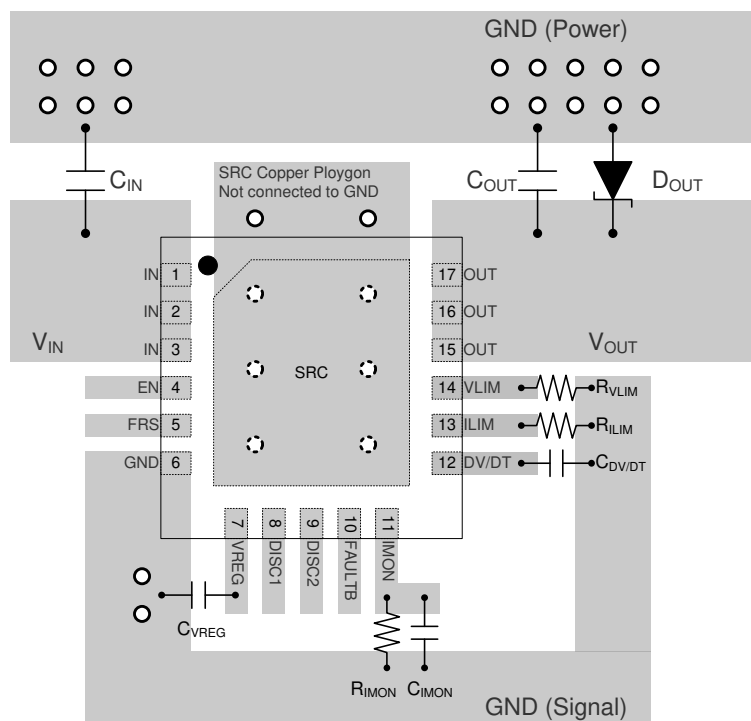 GND (Power)
CIN
SRC Copper Ploygon
Not connected to GND
COUT
DOUT
IN 1
17 OUT
IN 2
16 OUT
IN 3
15 OUT
VIN
VOUT
SRC
EN 4
14 VLIM
RVLIM
FRS 5
13 ILIM
RILIM
GND 6
12 DV/DT
CDV/DT
7 VREG
8 DISC1
9 DISC2
10 FAULTB
11 IMON
CVREG
RIMON
CIMON
GND (Signal)